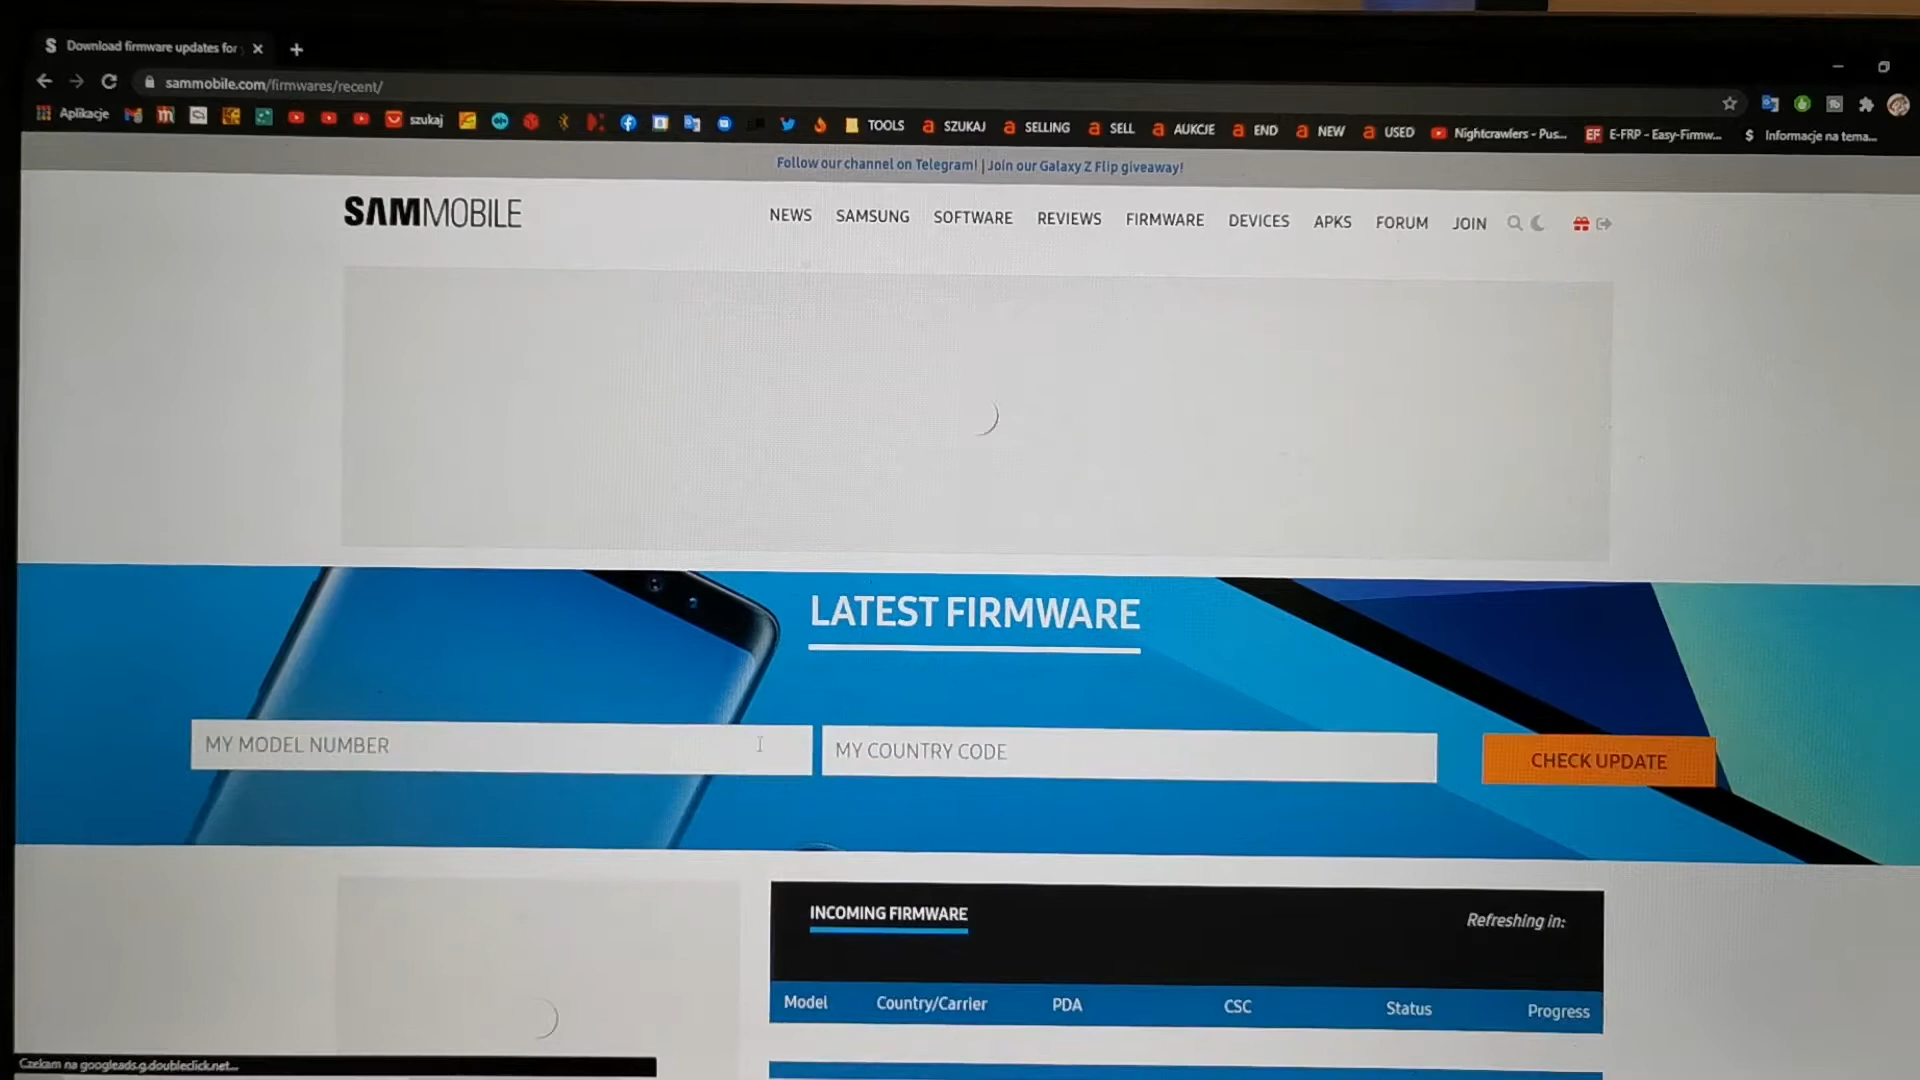 Download firmware updates for
sammobile.com/firmwares/recent/
Aplikacje szukaj TOOLS SZUKAJ SELLING SELL AUKCJE END NEW USED Nightcrawlers - Pus... EF E-FRP - Easy-Firmw... Informacje na tema...
Follow our channel on Telegram! | Join our Galaxy Z Flip giveaway!
SAMMOBILE
NEWS SAMSUNG SOFTWARE REVIEWS FIRMWARE DEVICES APKS FORUM JOIN
LATEST FIRMWARE
MY MODEL NUMBER
MY COUNTRY CODE
CHECK UPDATE
INCOMING FIRMWARE
Refreshing in:
Model Country/Carrier PDA CSC Status Progress
Czekam na googleads.g.doubleclick.net...